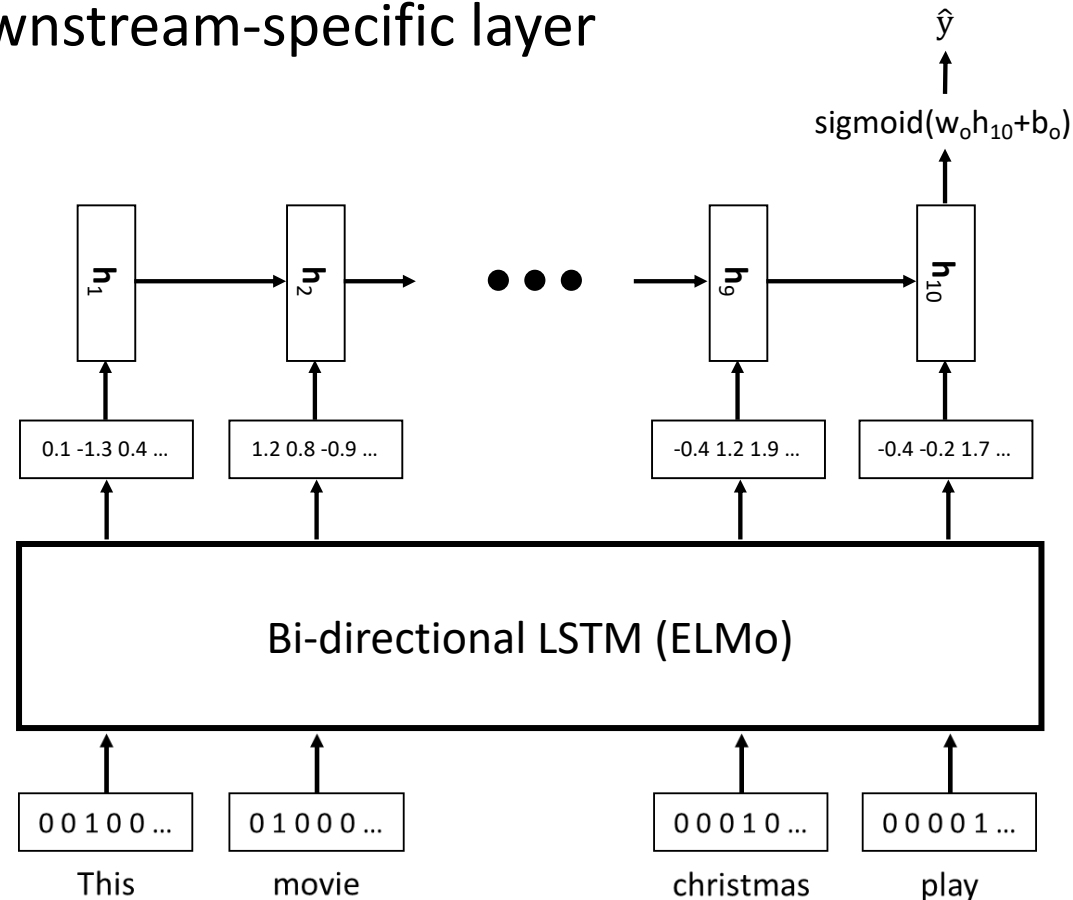 wnstream-specific layer
ŷ
sigmoid(wₒh₁₀+bₒ)
h₁ h₂ h₉ h₁₀
0.1 -1.3 0.4 ... 1.2 0.8 -0.9 ... -0.4 1.2 1.9 ... -0.4 -0.2 1.7 ...
Bi-directional LSTM (ELMo)
0 0 1 0 0 ... 0 1 0 0 0 ... 0 0 0 1 0 ... 0 0 0 0 1 ...
This movie christmas play